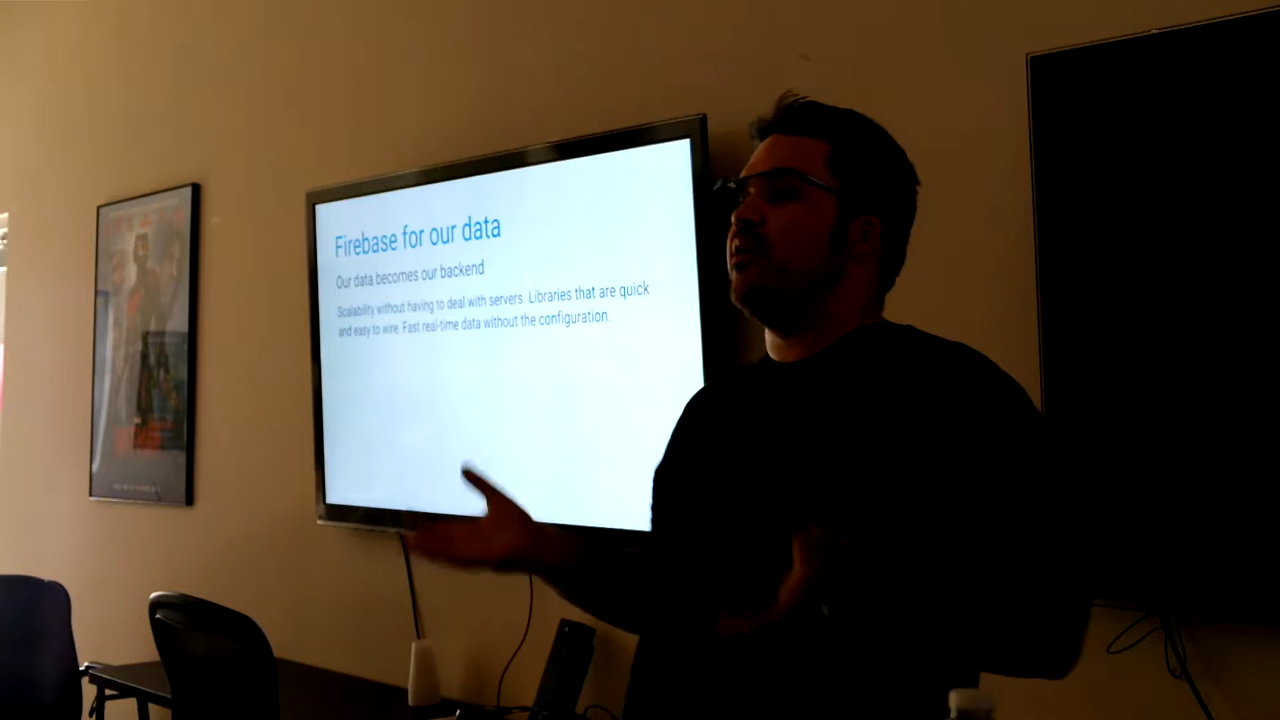 Firebase for our data
Our data becomes our backend
Scalability without having to deal with servers. Libraries that are quick
and easy to wire. Fast real-time data without the configuration.